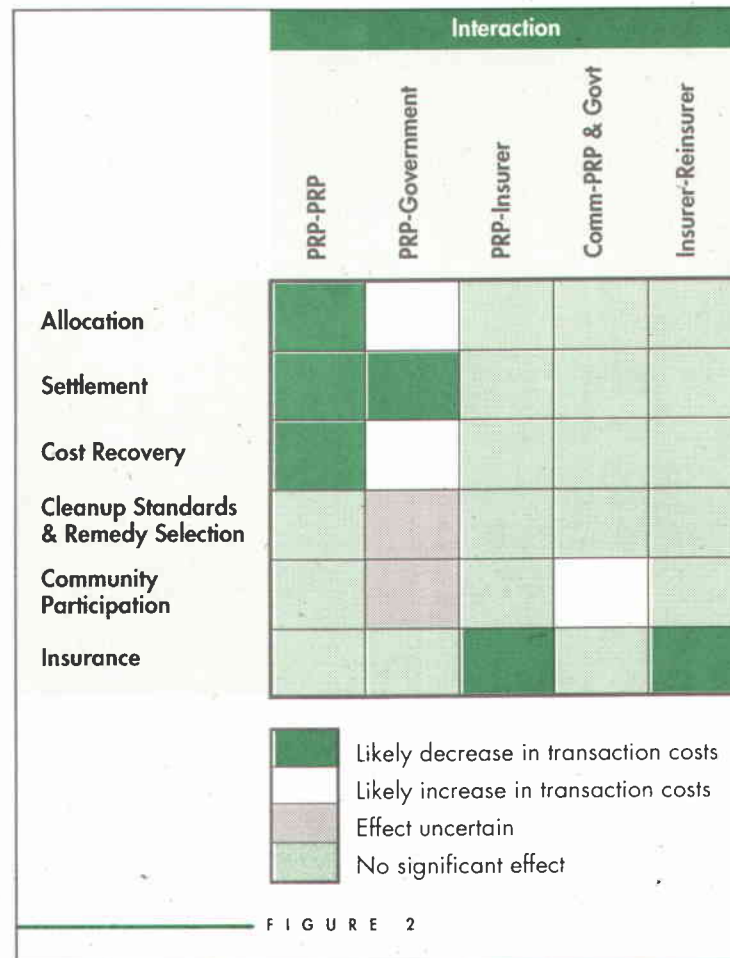 Interaction
PRP-PRP
PRP-Government
PRP-Insurer
Comm-PRP & Govt
Insurer-Reinsurer
Allocation
Settlement
Cost Recovery
Cleanup Standards
& Remedy Selection
Community
Participation
Insurance
Likely decrease in transaction costs
Likely increase in transaction costs
Effect uncertain
No significant effect
FIGURE 2